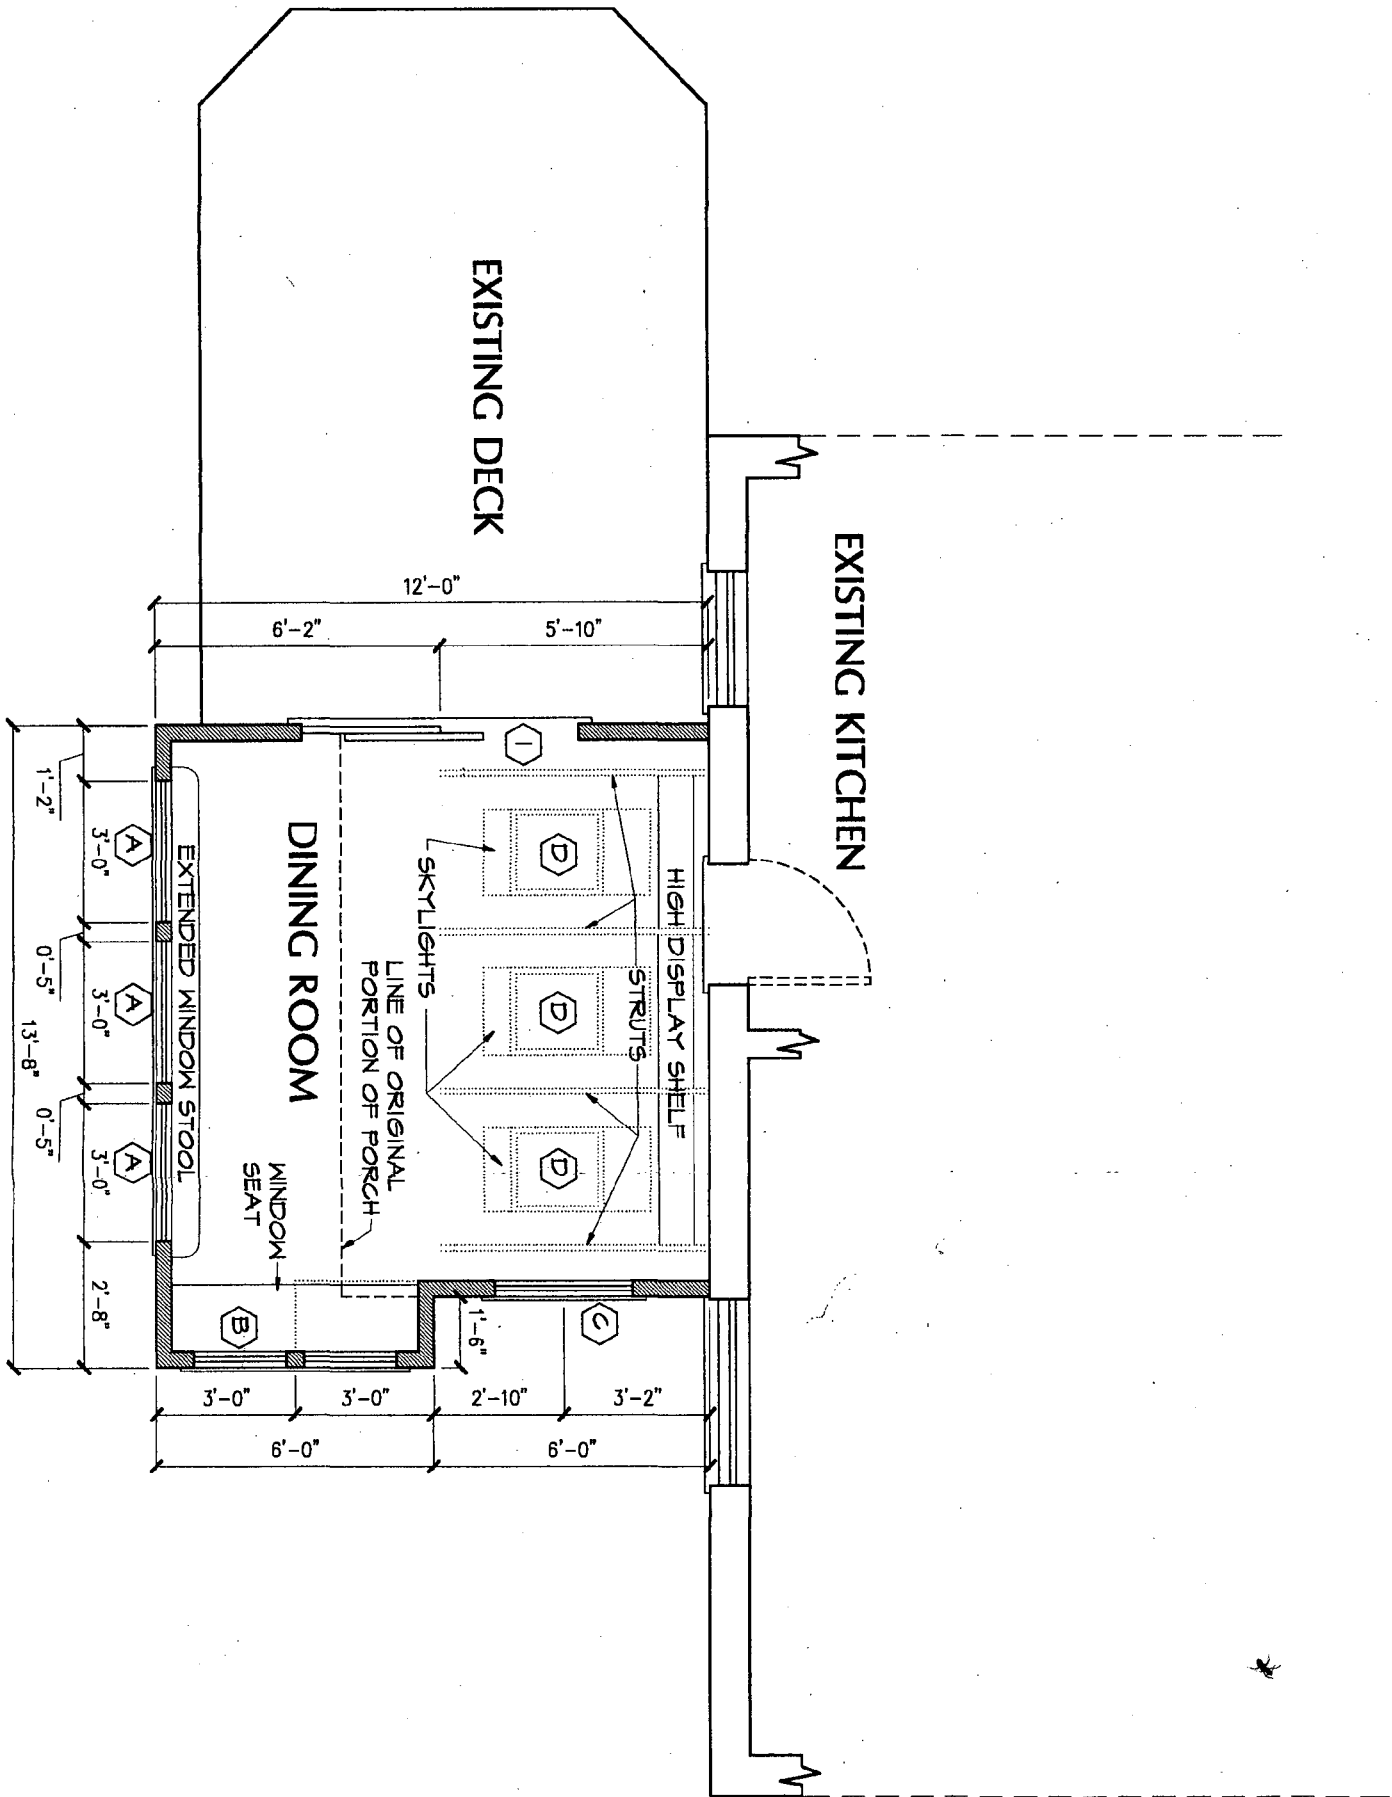 EXISTING KITCHEN
EXISTING DECK
12'-0"
6'-2"
5'-10"
1
HIGH DISPLAY SHELF
STRUTS
D
D
D
SKYLIGHTS
LINE OF ORIGINAL
PORTION OF PORCH
DINING ROOM
WINDOW
SEAT
EXTENDED WINDOW STOOL
A
A
A
B
C
1'-6"
1'-2"
3'-0"
0'-5"
3'-0"
0'-5"
3'-0"
2'-8"
13'-8"
3'-0"
3'-0"
2'-10"
3'-2"
6'-0"
6'-0"